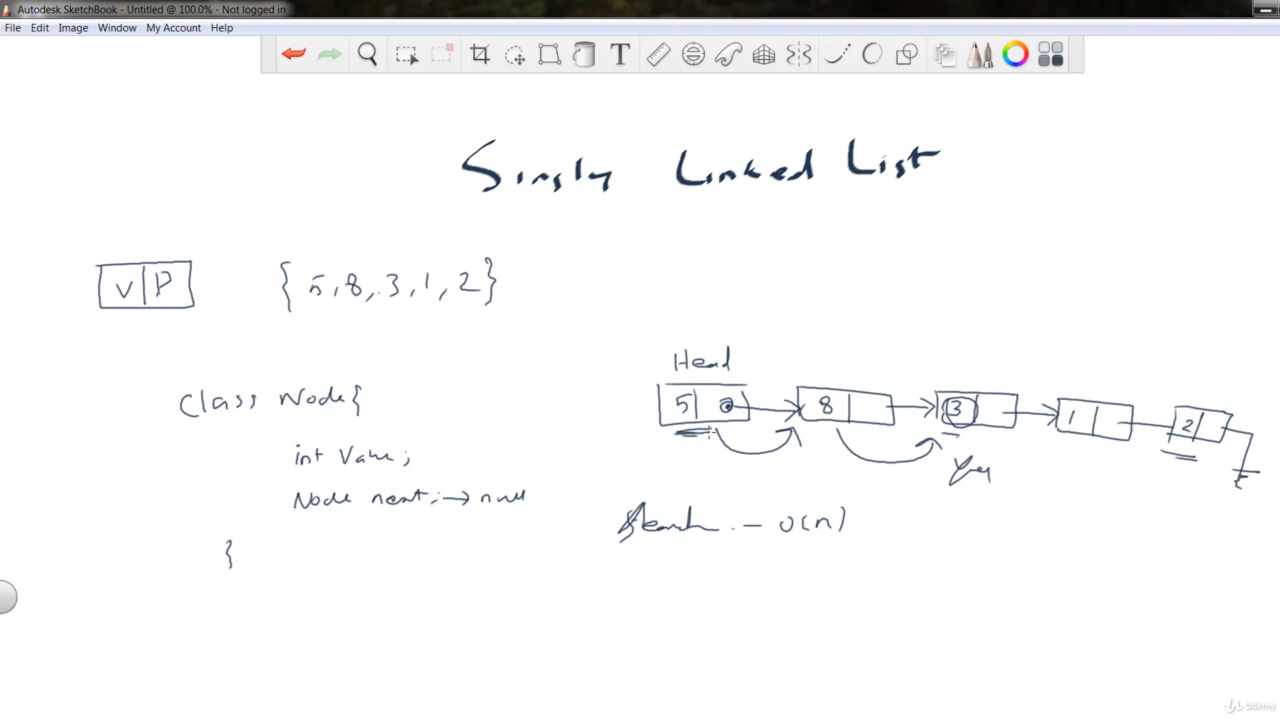 Autodesk SketchBook - Untitled @ 100.0% - Not logged in
File Edit Image Window My Account Help
T
Singly Linked List
V|P { 5, 8, 3, 1, 2 }
Head
5 8 3 1 2
Class Node{
int Value;
Node next; → null
Search - O(n)
}
Udemy